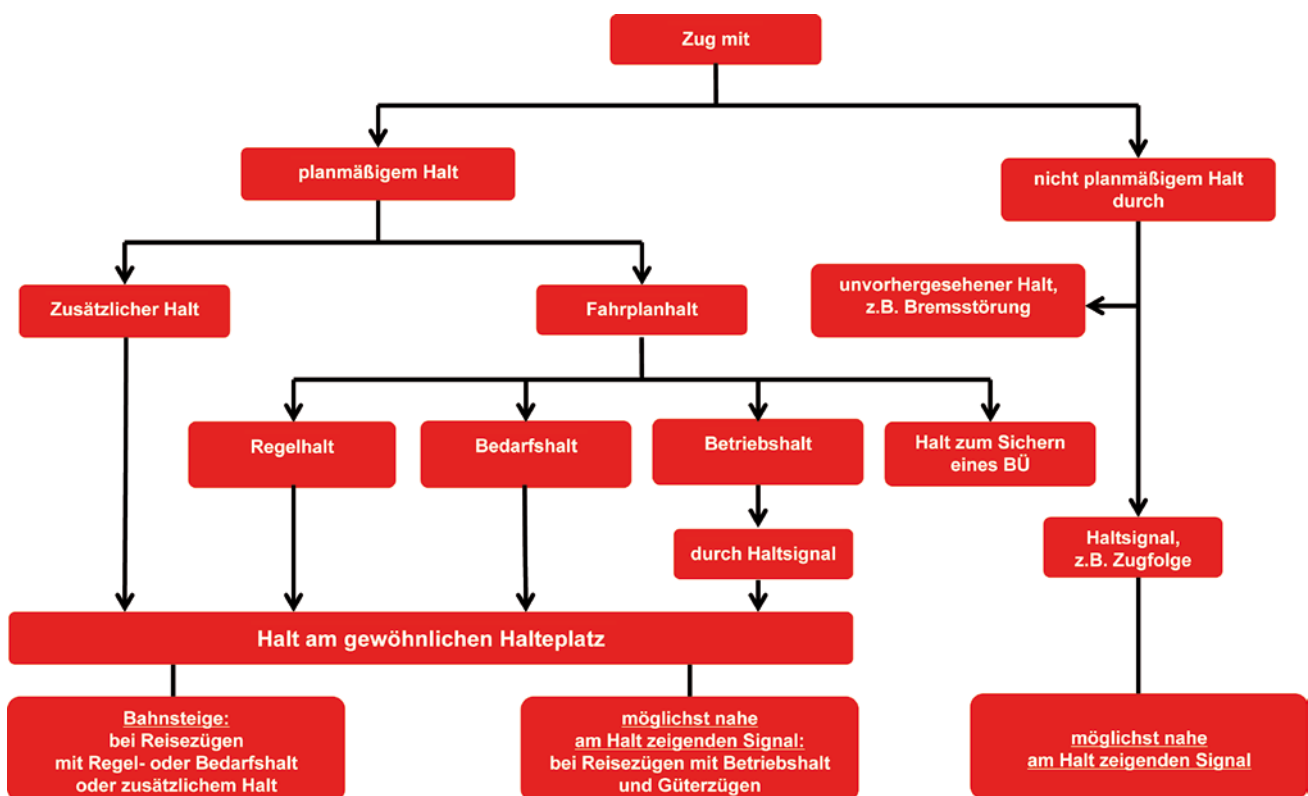 Zug mit
planmäßigem Halt
nicht planmäßigem Halt
durch
Zusätzlicher Halt
Fahrplanhalt
unvorhergesehener Halt,
z.B. Bremsstörung
Regelhalt
Bedarfshalt
Betriebshalt
Halt zum Sichern
eines BÜ
durch Haltsignal
Haltsignal,
z.B. Zugfolge
Halt am gewöhnlichen Halteplatz
Bahnsteige:
bei Reisezügen
mit Regel- oder Bedarfshalt
oder zusätzlichem Halt
möglichst nahe
am Halt zeigenden Signal:
bei Reisezügen mit Betriebshalt
und Güterzügen
möglichst nahe
am Halt zeigenden Signal